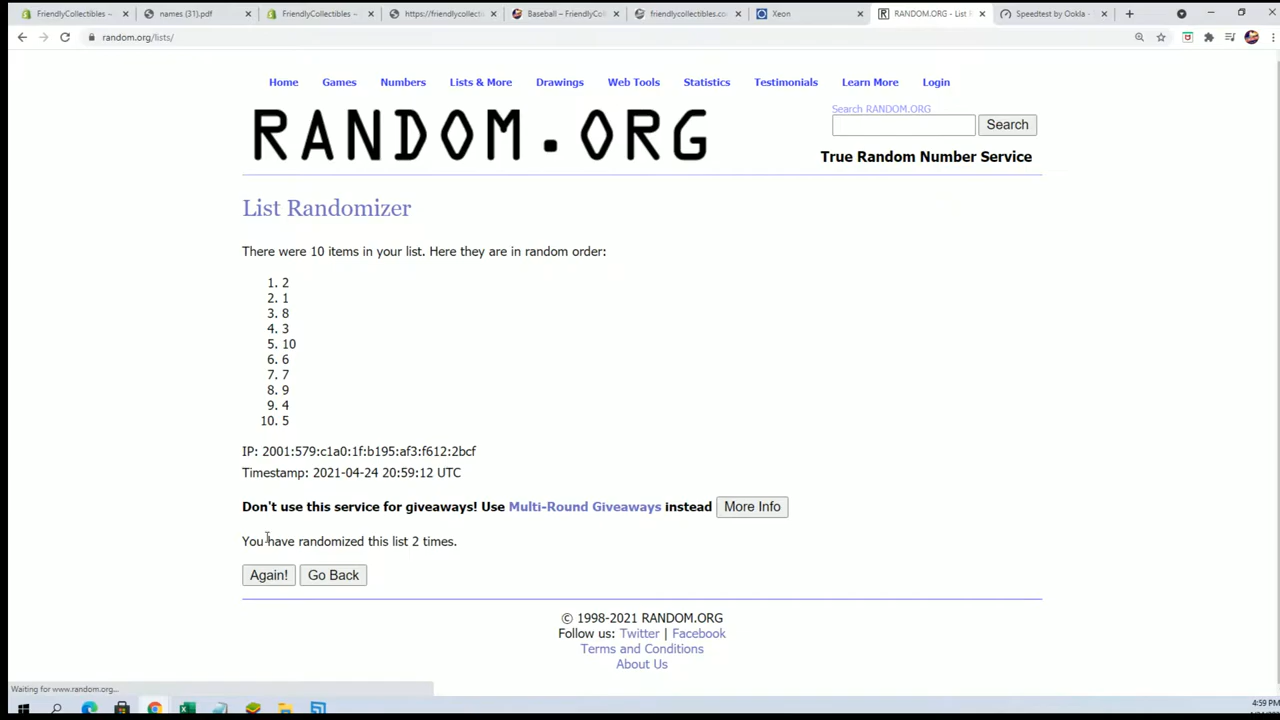 FriendlyCollectibles –
names (31).pdf
FriendlyCollectibles –
https://friendlycollectib
Baseball – FriendlyColl
friendlycollectibles.co
Xeon
RANDOM.ORG - List R
Speedtest by Ookla -
random.org/lists/
Home Games Numbers Lists & More Drawings Web Tools Statistics Testimonials Learn More Login
RANDOM.ORG
Search RANDOM.ORG
Search
True Random Number Service
List Randomizer
There were 10 items in your list. Here they are in random order:
1. 2
2. 1
3. 8
4. 3
5. 10
6. 6
7. 7
8. 9
9. 4
10. 5
IP: 2001:579:c1a0:1f:b195:af3:f612:2bcf
Timestamp: 2021-04-24 20:59:12 UTC
Don't use this service for giveaways! Use Multi-Round Giveaways instead More Info
You have randomized this list 2 times.
Again! Go Back
© 1998-2021 RANDOM.ORG
Follow us: Twitter | Facebook
Terms and Conditions
About Us
Waiting for www.random.org...
4:59 PM